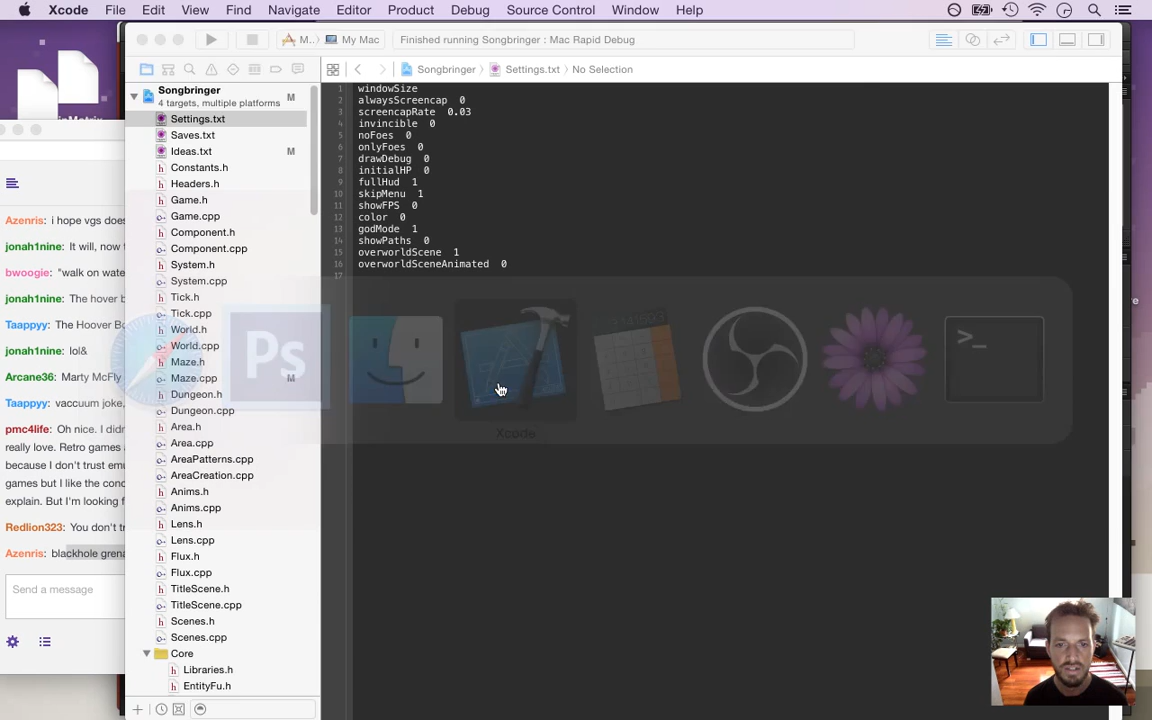 Xcode File Edit View Find Navigate Editor Product Debug Source Control Window Help
M... My Mac Finished running Songbringer : Mac Rapid Debug
Songbringer Settings.txt No Selection
Songbringer
4 targets, multiple platforms M
Settings.txt
Saves.txt
Ideas.txt M
Constants.h
Headers.h
Game.h
Game.cpp
Component.h
Component.cpp
System.h
System.cpp
Tick.h
Tick.cpp
World.h
World.cpp
Maze.h
Maze.cpp M
Dungeon.h
Dungeon.cpp
Area.h
Area.cpp
AreaPatterns.cpp
AreaCreation.cpp
Anims.h
Anims.cpp
Lens.h
Lens.cpp
Flux.h
Flux.cpp
TitleScene.h
TitleScene.cpp
Scenes.h
Scenes.cpp
Core
Libraries.h
EntityFu.h
1 windowSize
2 alwaysScreencap 0
3 screencapRate 0.03
4 invincible 0
5 noFoes 0
6 onlyFoes 0
7 drawDebug 0
8 initialHP 0
9 fullHud 1
10 skipMenu 1
11 showFPS 0
12 color 0
13 godMode 1
14 showPaths 0
15 overworldScene 1
16 overworldSceneAnimated 0
17
Ps
>_
Xcode
Azenris: i hope vgs does
jonah1nine: It will, now t
bwoogie: "walk on wate
jonah1nine: The hover b
Taappyy: The Hoover Bo
jonah1nine: lol&
Arcane36: Marty McFly
Taappyy: vaccuum joke,
pmc4life: Oh nice. I didn
really love. Retro games a
because I don't trust emu
games but I like the conc
explain. But I'm looking f
Redlion323: You don't tr
Azenris: blackhole grena
Send a message